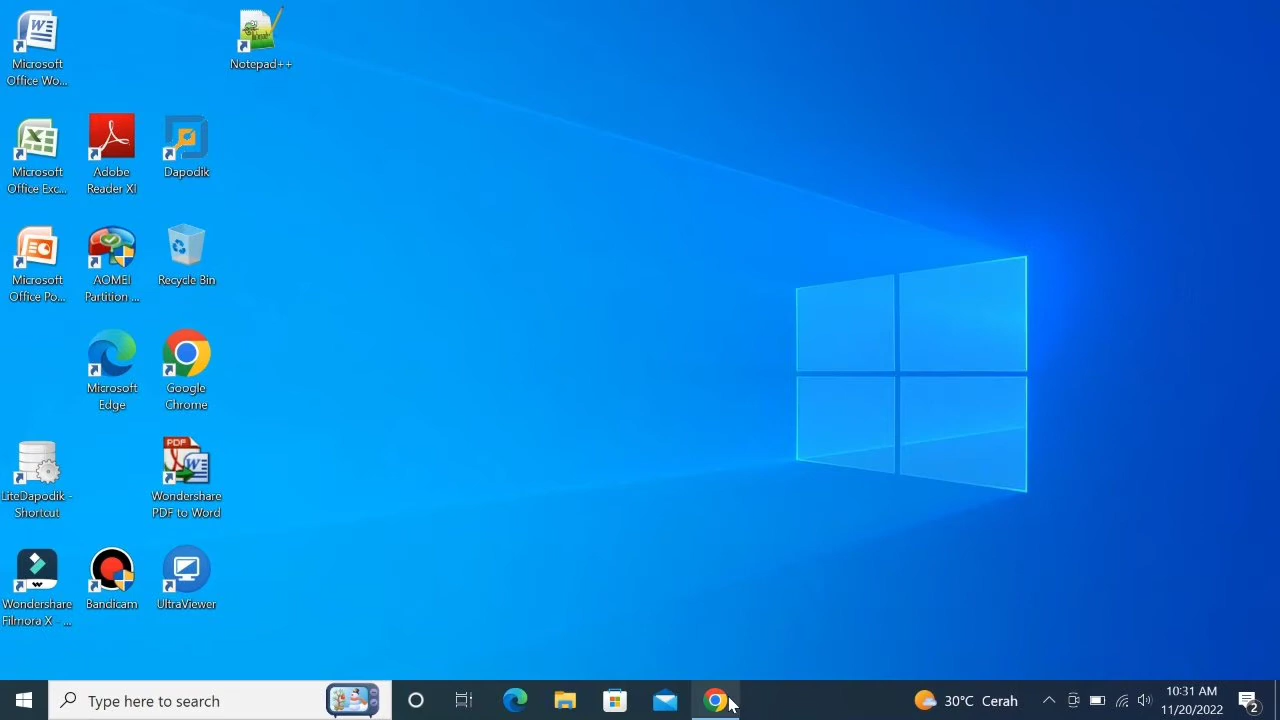 Microsoft
Office Wo...
Notepad++
Microsoft
Office Exc...
Adobe
Reader XI
Dapodik
Microsoft
Office Po...
AOMEI
Partition ...
Recycle Bin
Microsoft
Edge
Google
Chrome
LiteDapodik -
Shortcut
PDF
Wondershare
PDF to Word
Wondershare
Filmora X - ...
Bandicam
UltraViewer
Type here to search
30°C Cerah
10:31 AM
11/20/2022
2